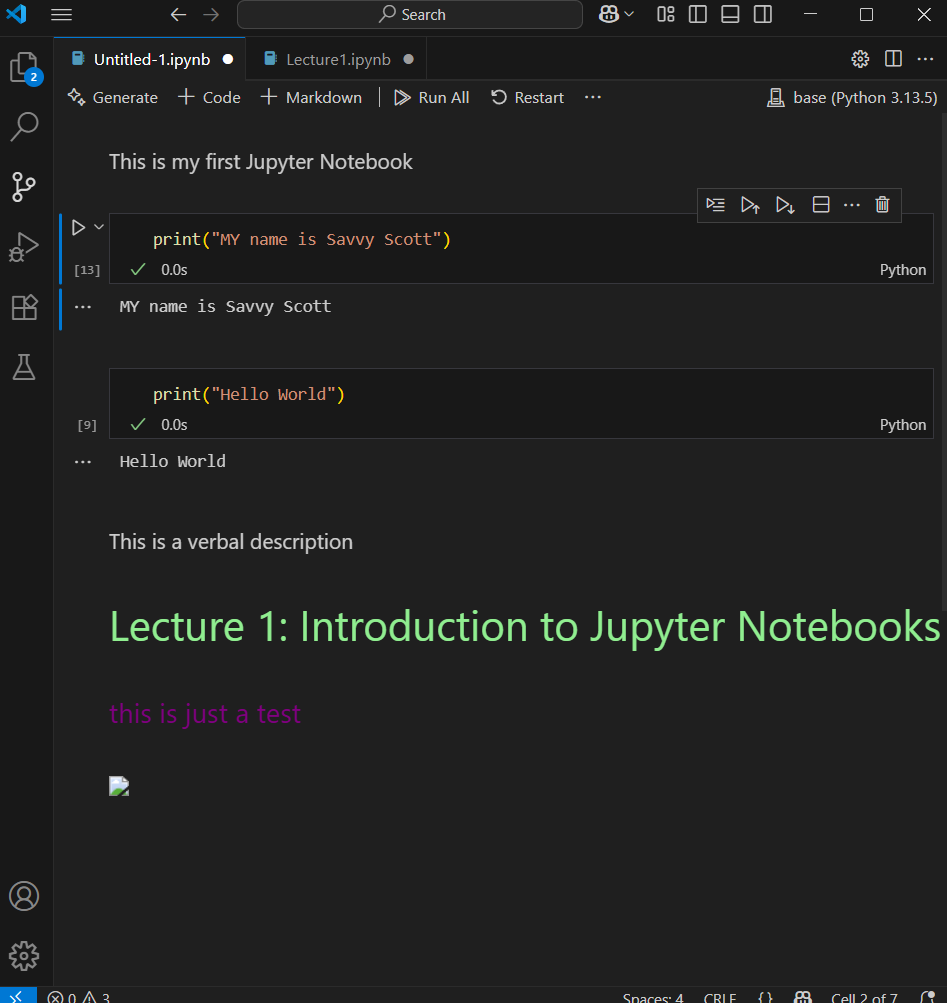 Search
2
Untitled-1.ipynb
Lecture1.ipynb
Generate
Code
Markdown
Run All
Restart
base (Python 3.13.5)
This is my first Jupyter Notebook
print("MY name is Savvy Scott")
[13]
0.0s
Python
MY name is Savvy Scott
print("Hello World")
[9]
0.0s
Python
Hello World
This is a verbal description
Lecture 1: Introduction to Jupyter Notebooks
this is just a test
0
3
Spaces: 4
CRLF
{}
Cell 2 of 7